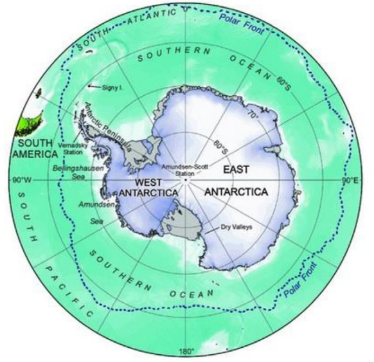 0°
SOUTH ATLANTIC
Polar Front
SOUTHERN OCEAN
60°S
Signy I.
70°
Antarctic Peninsula
80°S
SOUTH
AMERICA
Vernadsky
Station
Bellingshausen
Sea
Amundsen-Scott
Station
EAST
ANTARCTICA
WEST
ANTARCTICA
90°W
90°E
Amundsen
Sea
Dry Valleys
SOUTH PACIFIC
SOUTHERN OCEAN
Polar Front
180°